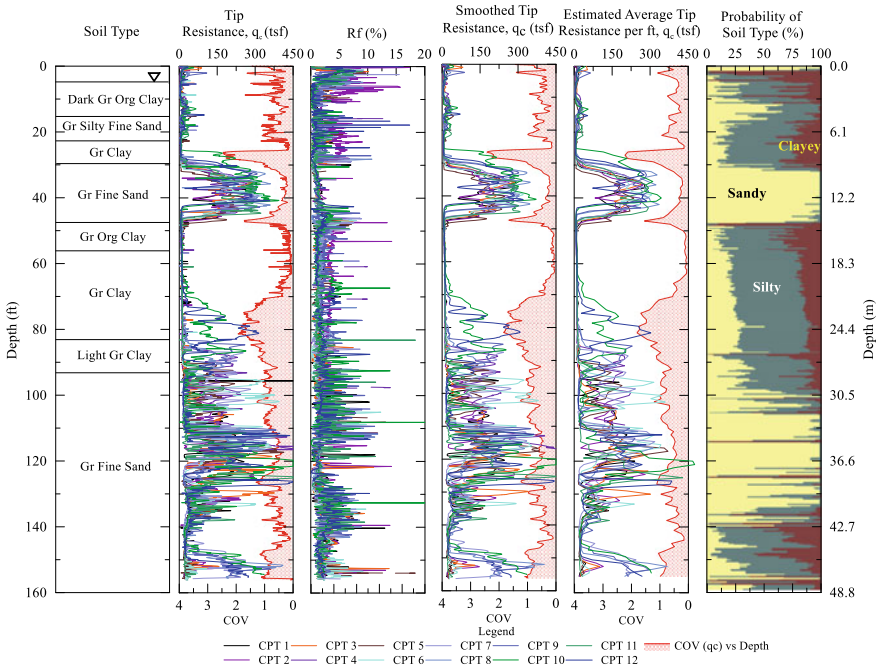 Soil Type
Tip
Resistance, qc (tsf)
Rf (%)
Smoothed Tip
Resistance, qc (tsf)
Estimated Average Tip
Resistance per ft, qc (tsf)
Probability of
Soil Type (%)
0 150 300 450
0 5 10 15 20
0 150 300 450
0 150 300 450
25 50 75 100
0
20
40
60
80
100
120
140
160
Depth (ft)
Dark Gr Org Clay
Gr Silty Fine Sand
Gr Clay
Gr Fine Sand
Gr Org Clay
Gr Clay
Light Gr Clay
Gr Fine Sand
Clayey
Sandy
Silty
0.0
6.1
12.2
18.3
24.4
30.5
36.6
42.7
48.8
Depth (m)
4 3 2 1 0
COV
4 3 2 1 0
COV
4 3 2 1 0
COV
Legend
CPT 1 CPT 3 CPT 5 CPT 7 CPT 9 CPT 11 COV (qc) vs Depth
CPT 2 CPT 4 CPT 6 CPT 8 CPT 10 CPT 12